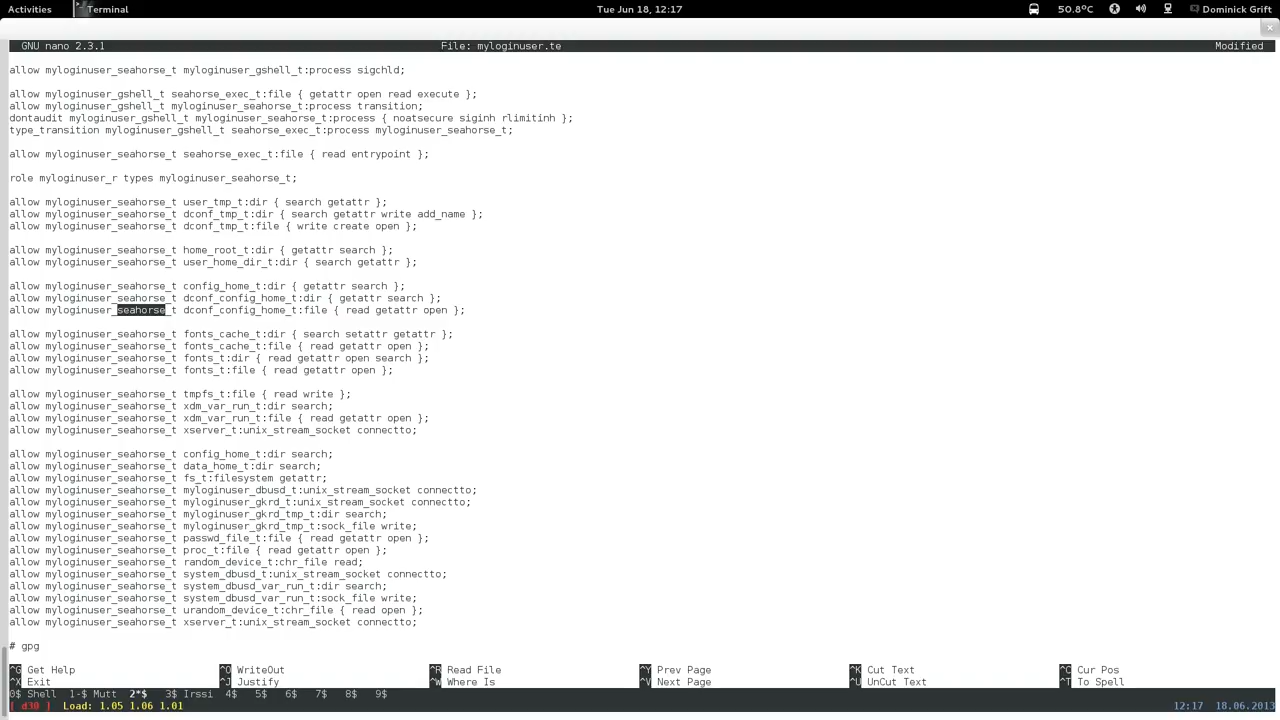 Activities Terminal Tue Jun 18, 12:17 50.8°C Dominick Grift
GNU nano 2.3.1 File: myloginuser.te Modified
allow myloginuser_seahorse_t myloginuser_gshell_t:process sigchld;
allow myloginuser_gshell_t seahorse_exec_t:file { getattr open read execute };
allow myloginuser_gshell_t myloginuser_seahorse_t:process transition;
dontaudit myloginuser_gshell_t myloginuser_seahorse_t:process { noatsecure siginh rlimitinh };
type_transition myloginuser_gshell_t seahorse_exec_t:process myloginuser_seahorse_t;
allow myloginuser_seahorse_t seahorse_exec_t:file { read entrypoint };
role myloginuser_r types myloginuser_seahorse_t;
allow myloginuser_seahorse_t user_tmp_t:dir { search getattr };
allow myloginuser_seahorse_t dconf_tmp_t:dir { search getattr write add_name };
allow myloginuser_seahorse_t dconf_tmp_t:file { write create open };
allow myloginuser_seahorse_t home_root_t:dir { getattr search };
allow myloginuser_seahorse_t user_home_dir_t:dir { search getattr };
allow myloginuser_seahorse_t config_home_t:dir { getattr search };
allow myloginuser_seahorse_t dconf_config_home_t:dir { getattr search };
allow myloginuser_seahorse_t dconf_config_home_t:file { read getattr open };
allow myloginuser_seahorse_t fonts_cache_t:dir { search setattr getattr };
allow myloginuser_seahorse_t fonts_cache_t:file { read getattr open };
allow myloginuser_seahorse_t fonts_t:dir { read getattr open search };
allow myloginuser_seahorse_t fonts_t:file { read getattr open };
allow myloginuser_seahorse_t tmpfs_t:file { read write };
allow myloginuser_seahorse_t xdm_var_run_t:dir search;
allow myloginuser_seahorse_t xdm_var_run_t:file { read getattr open };
allow myloginuser_seahorse_t xserver_t:unix_stream_socket connectto;
allow myloginuser_seahorse_t config_home_t:dir search;
allow myloginuser_seahorse_t data_home_t:dir search;
allow myloginuser_seahorse_t fs_t:filesystem getattr;
allow myloginuser_seahorse_t myloginuser_dbusd_t:unix_stream_socket connectto;
allow myloginuser_seahorse_t myloginuser_gkrd_t:unix_stream_socket connectto;
allow myloginuser_seahorse_t myloginuser_gkrd_tmp_t:dir search;
allow myloginuser_seahorse_t myloginuser_gkrd_tmp_t:sock_file write;
allow myloginuser_seahorse_t passwd_file_t:file { read getattr open };
allow myloginuser_seahorse_t proc_t:file { read getattr open };
allow myloginuser_seahorse_t random_device_t:chr_file read;
allow myloginuser_seahorse_t system_dbusd_t:unix_stream_socket connectto;
allow myloginuser_seahorse_t system_dbusd_var_run_t:dir search;
allow myloginuser_seahorse_t system_dbusd_var_run_t:sock_file write;
allow myloginuser_seahorse_t urandom_device_t:chr_file { read open };
allow myloginuser_seahorse_t xserver_t:unix_stream_socket connectto;
# gpg
^G Get Help ^O WriteOut ^R Read File ^Y Prev Page ^K Cut Text ^C Cur Pos
^X Exit ^J Justify ^W Where Is ^V Next Page ^U UnCut Text ^T To Spell
0$ Shell 1-$ Mutt 2*$ 3$ Irssi 4$ 5$ 6$ 7$ 8$ 9$
[ d30 ] Load: 1.05 1.06 1.01 12:17 18.06.2013